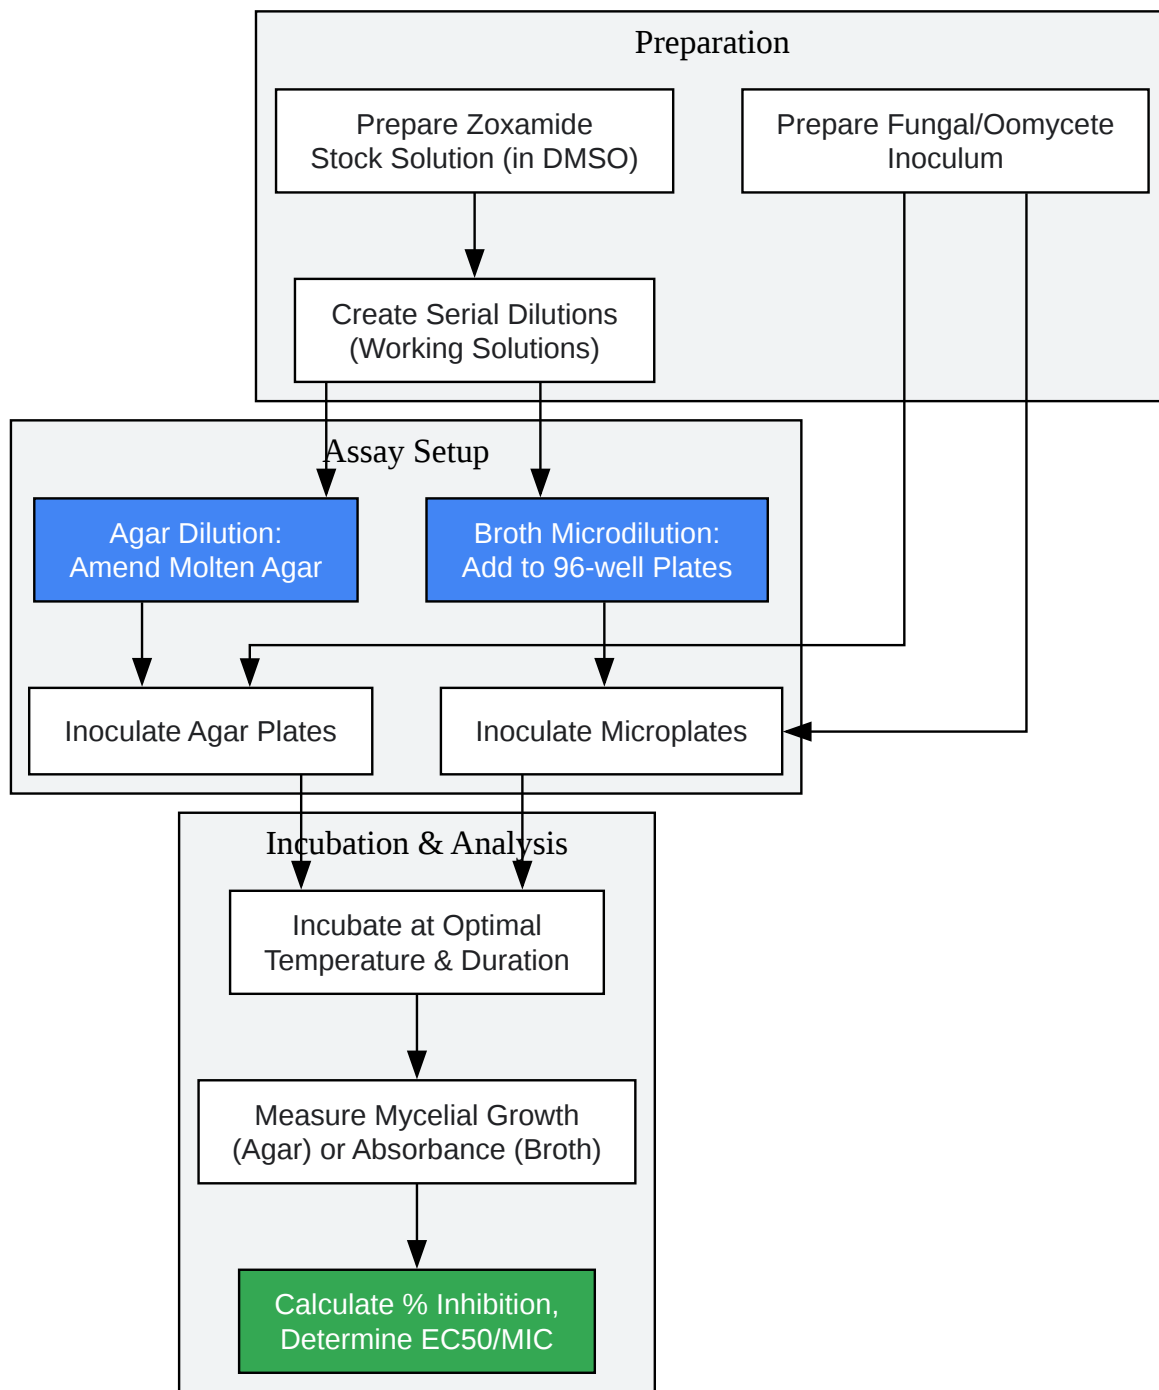 Preparation
Prepare Zoxamide
Stock Solution (in DMSO)
Prepare Fungal/Oomycete
Inoculum
Create Serial Dilutions
(Working Solutions)
Assay Setup
Agar Dilution:
Amend Molten Agar
Broth Microdilution:
Add to 96-well Plates
Inoculate Agar Plates
Inoculate Microplates
Incubation & Analysis
Incubate at Optimal
Temperature & Duration
Measure Mycelial Growth
(Agar) or Absorbance (Broth)
Calculate % Inhibition,
Determine EC50/MIC